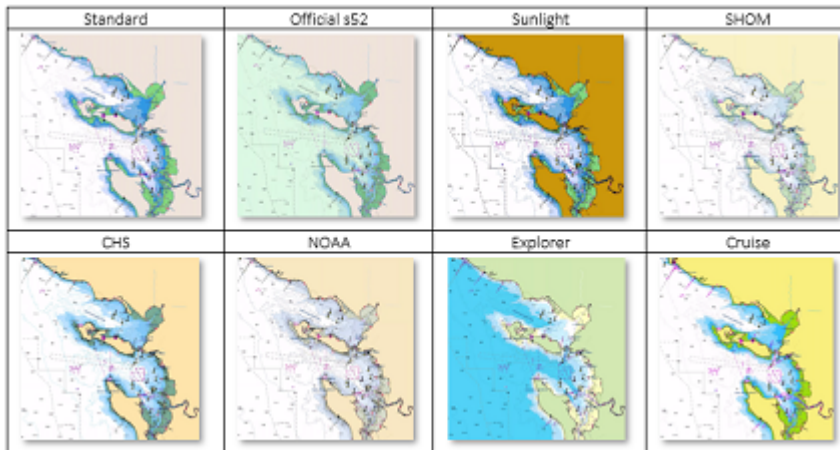 Standard
Official s52
Sunlight
SHOM
CHS
NOAA
Explorer
Cruise